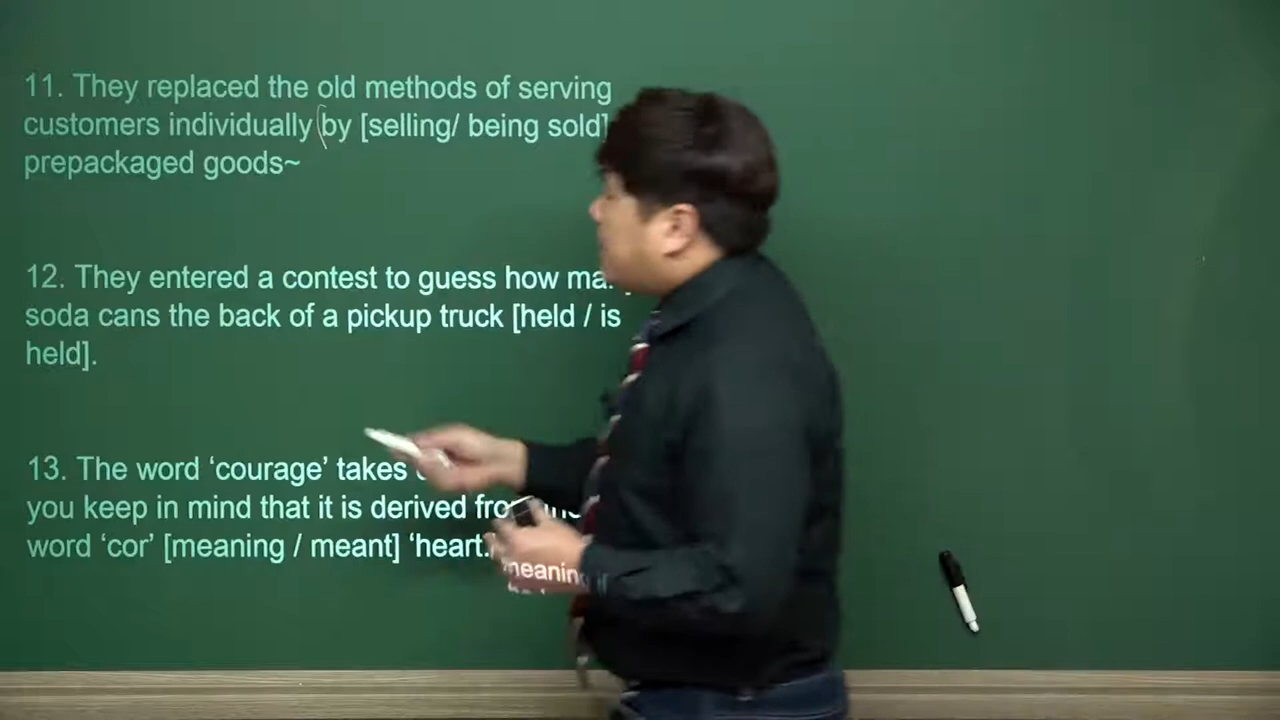 11. They replaced the old methods of serving
customers individually by [selling/ being sold]
prepackaged goods~
12. They entered a contest to guess how
soda cans the back of a pickup truck [held / is
held].
13. The word ‘courage’ takes
you keep in mind that it is derived
word ‘cor’ [meaning / meant] ‘heart.
meaning